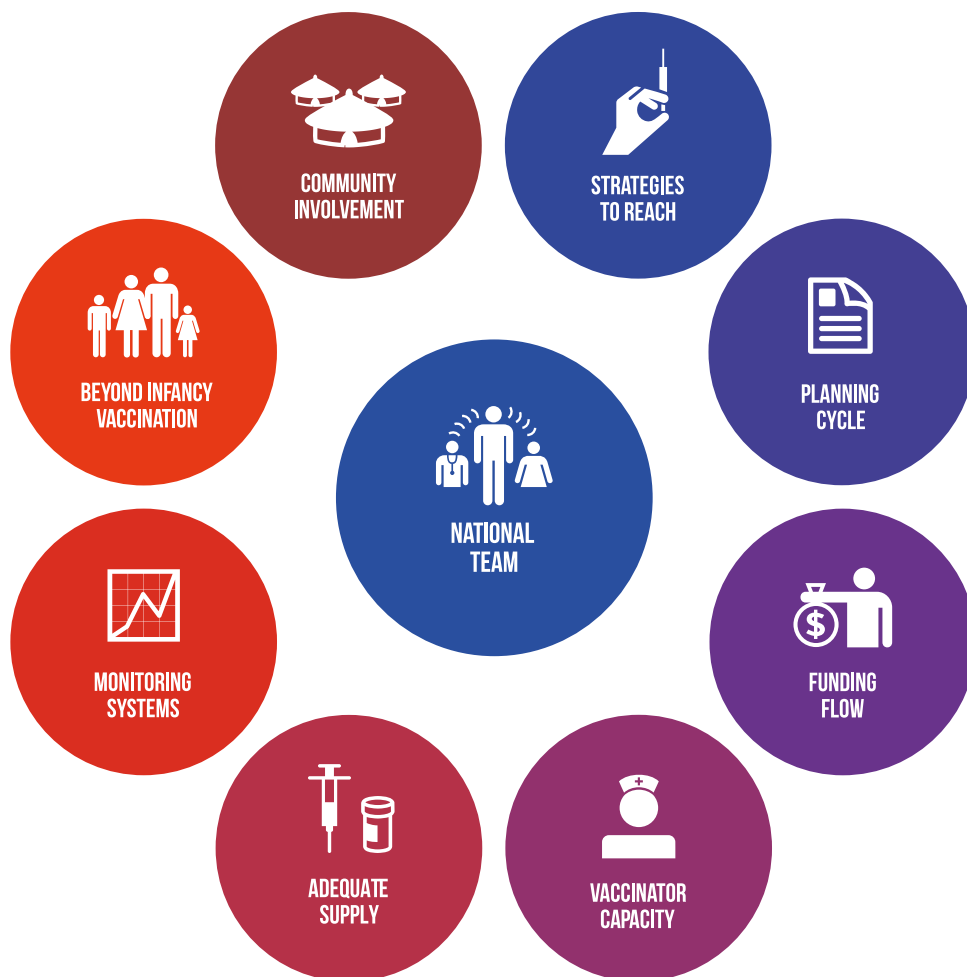 COMMUNITY
INVOLVEMENT
STRATEGIES
TO REACH
BEYOND INFANCY
VACCINATION
PLANNING
CYCLE
NATIONAL
TEAM
MONITORING
SYSTEMS
$
FUNDING
FLOW
ADEQUATE
SUPPLY
VACCINATOR
CAPACITY